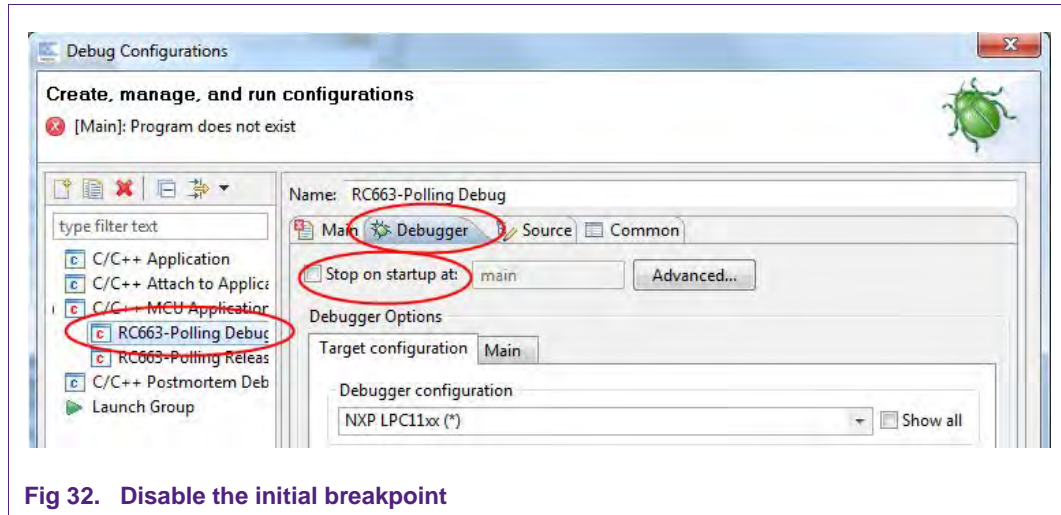 Debug Configurations
x
Create, manage, and run configurations
[Main]: Program does not exist
Name: RC663-Polling Debug
type filter text
Main Debugger Source Common
C/C++ Application
Stop on startup at: main Advanced...
C/C++ Attach to Applica
C/C++ MCU Application
Debugger Options
RC663-Polling Debug
Target configuration Main
RC663-Polling Releas
C/C++ Postmortem Deb
Debugger configuration
Launch Group
NXP LPC11xx (*) Show all
Fig 32. Disable the initial breakpoint